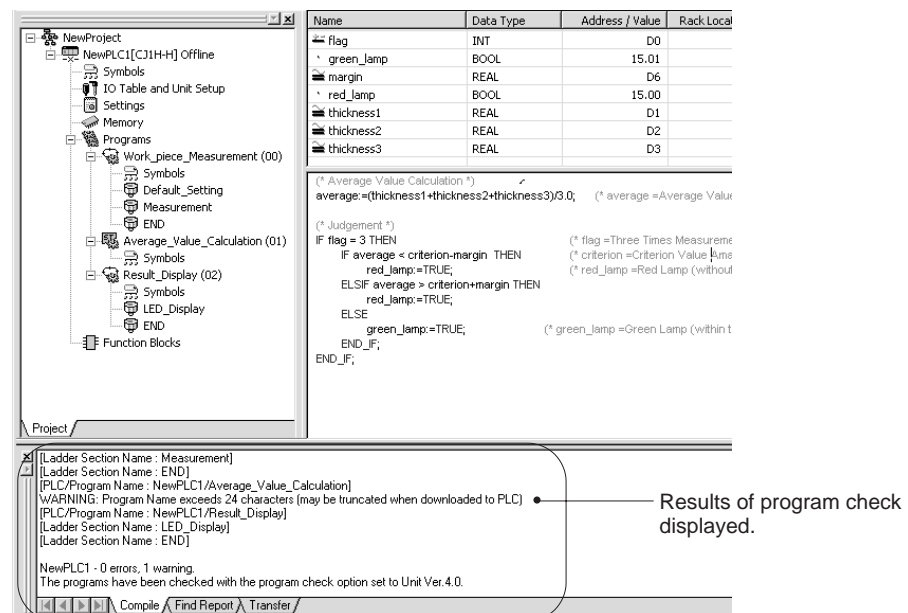 NewProject
NewPLC1[CJ1H-H] Offline
Symbols
IO Table and Unit Setup
Settings
Memory
Programs
Work_piece_Measurement (00)
Symbols
Default_Setting
Measurement
END
Average_Value_Calculation (01)
Symbols
Result_Display (02)
Symbols
LED_Display
END
Function Blocks
Project
Name Data Type Address / Value Rack Locat
flag INT D0
green_lamp BOOL 15.01
margin REAL D6
red_lamp BOOL 15.00
thickness1 REAL D1
thickness2 REAL D2
thickness3 REAL D3
(* Average Value Calculation *)
average:=(thickness1+thickness2+thickness3)/3.0; (* average =Average Value
(* Judgement *)
IF flag = 3 THEN (* flag =Three Times Measureme
IF average < criterion-margin THEN (* criterion =Criterion Value
red_lamp:=TRUE; (* red_lamp =Red Lamp (without
ELSIF average > criterion+margin THEN
red_lamp:=TRUE;
ELSE
green_lamp:=TRUE; (* green_lamp =Green Lamp (within t
END_IF;
END_IF;
[Ladder Section Name : Measurement]
[Ladder Section Name : END]
[PLC/Program Name : NewPLC1/Average_Value_Calculation]
WARNING: Program Name exceeds 24 characters (may be truncated when downloaded to PLC)
[PLC/Program Name : NewPLC1/Result_Display]
[Ladder Section Name : LED_Display]
[Ladder Section Name : END]
NewPLC1 - 0 errors, 1 warning.
The programs have been checked with the program check option set to Unit Ver.4.0.
Compile Find Report Transfer
Results of program check
displayed.